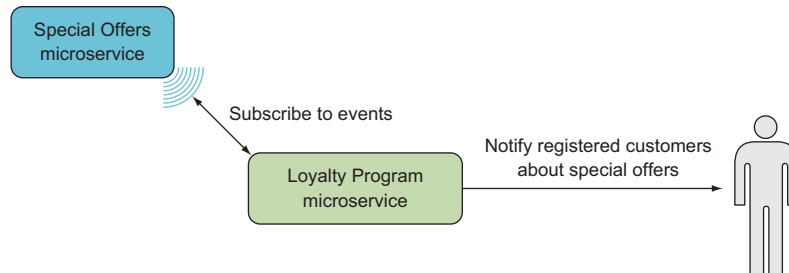 Special Offers
microservice
Subscribe to events
Loyalty Program
microservice
Notify registered customers
about special offers